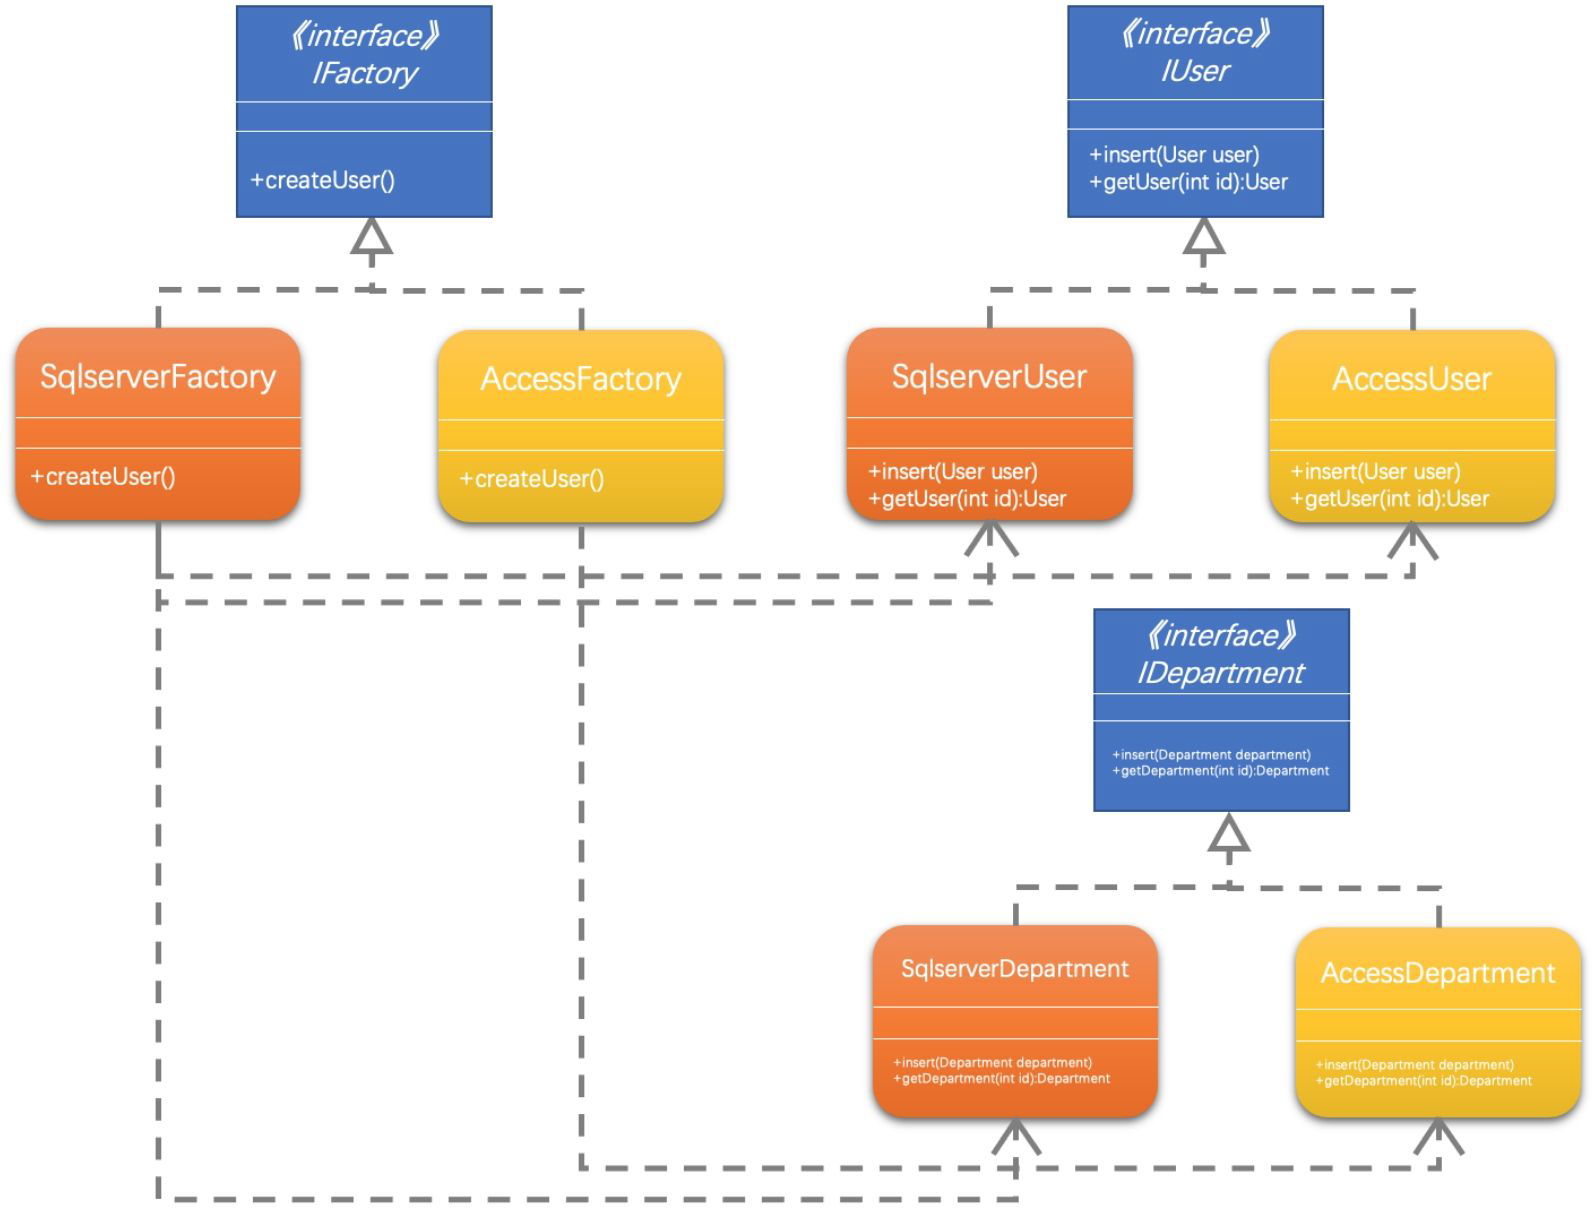 《interface》
IFactory
+createUser()
《interface》
IUser
+insert(User user)
+getUser(int id):User
SqlserverFactory
+createUser()
AccessFactory
+createUser()
SqlserverUser
+insert(User user)
+getUser(int id):User
AccessUser
+insert(User user)
+getUser(int id):User
《interface》
IDepartment
+insert(Department department)
+getDepartment(int id):Department
SqlserverDepartment
+insert(Department department)
+getDepartment(int id):Department
AccessDepartment
+insert(Department department)
+getDepartment(int id):Department